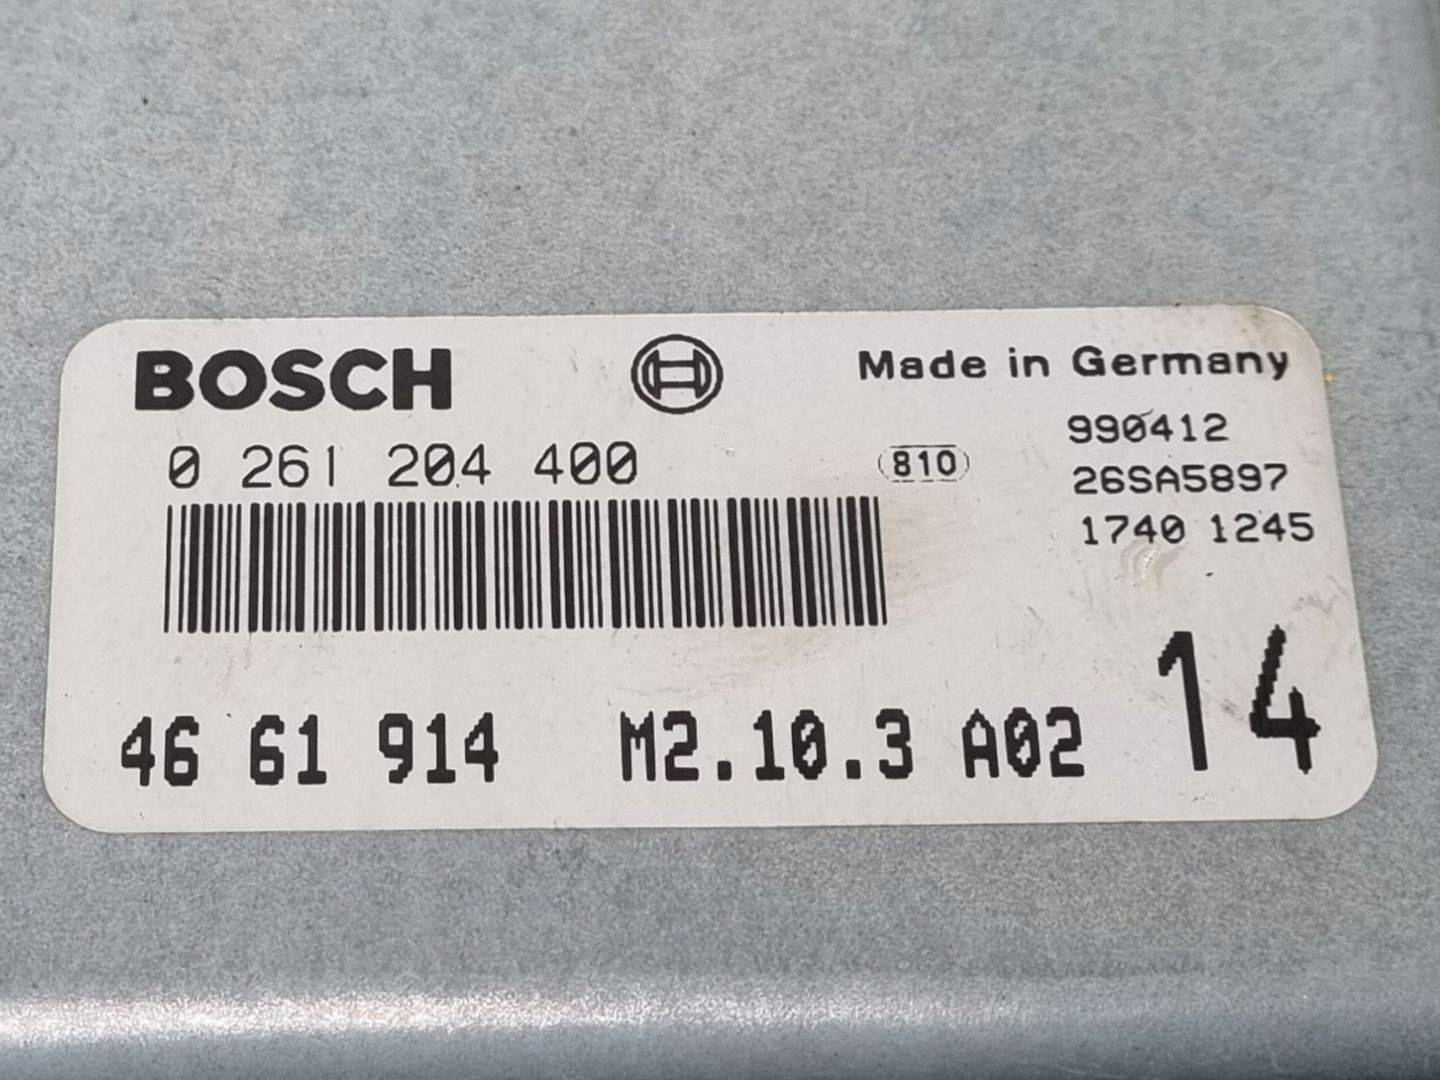 BOSCH Made in Germany
990412
0 261 204 400 810
26SA5897
1740 1245
14
46 61 914 M2.10.3 A02